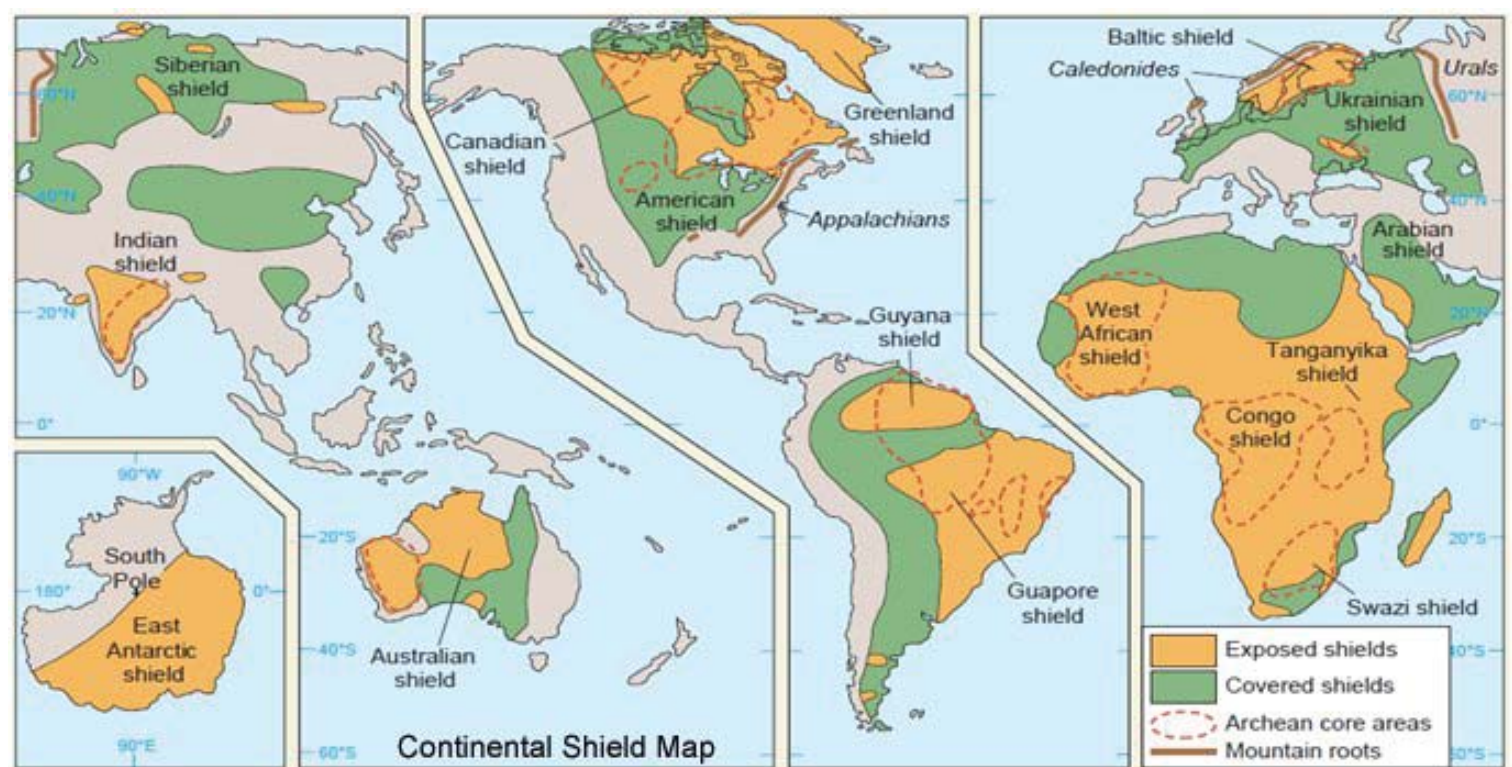 Siberian
shield
60°N
40°N
Indian
shield
20°N
0°
Canadian
shield
Greenland
shield
American
shield
Appalachians
Guyana
shield
Guapore
shield
Baltic shield
Caledonides
Urals
Ukrainian
shield
60°N
40°N
Arabian
shield
20°N
West
African
shield
Tanganyika
shield
Congo
shield
0°
20°S
Swazi shield
90°W
South
Pole
180°
0°
East
Antarctic
shield
90°E
20°S
40°S
Australian
shield
60°S
Continental Shield Map
Exposed shields
40°S
Covered shields
Archean core areas
Mountain roots